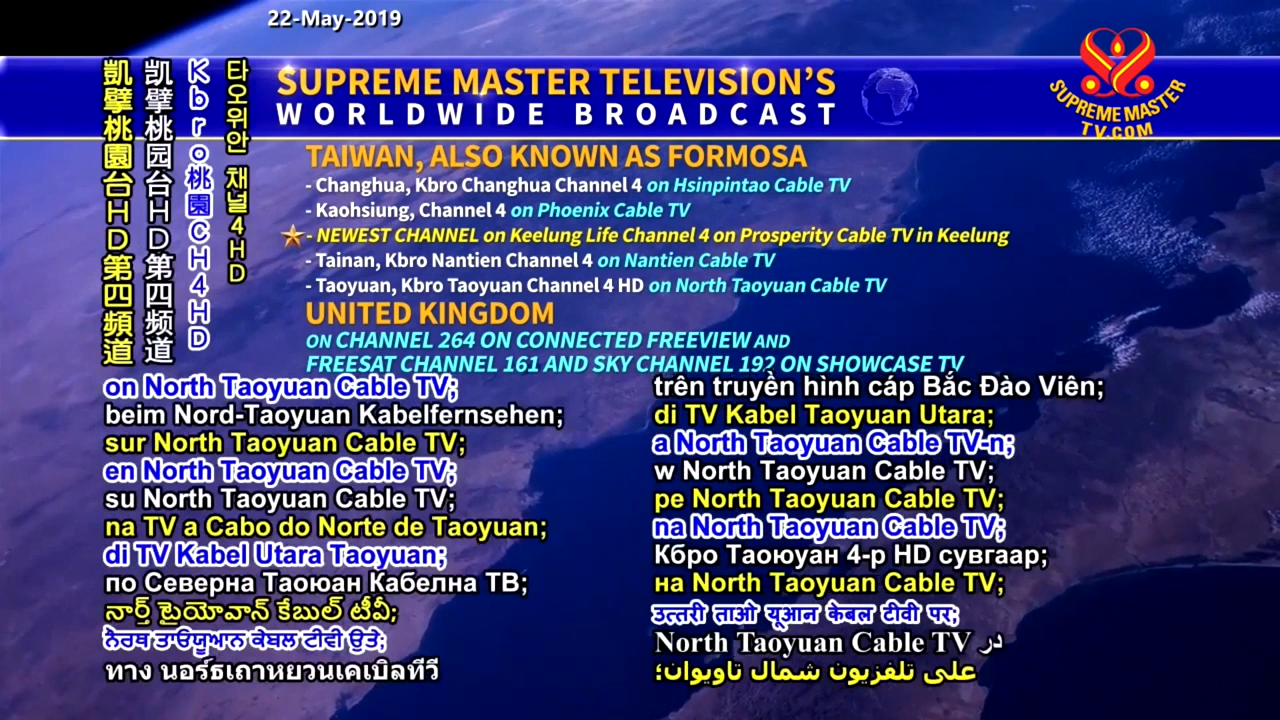 22-May-2019
凱擘桃園台HD第四頻道
凯擘桃园台HD第四频道
Kbro桃園CH4HD
타오위안 채널4HD
SUPREME MASTER TELEVISION'S
WORLDWIDE BROADCAST
SUPREME MASTER
TV.COM
TAIWAN, ALSO KNOWN AS FORMOSA
- Changhua, Kbro Changhua Channel 4 on Hsinpintao Cable TV
- Kaohsiung, Channel 4 on Phoenix Cable TV
- NEWEST CHANNEL on Keelung Life Channel 4 on Prosperity Cable TV in Keelung
- Tainan, Kbro Nantien Channel 4 on Nantien Cable TV
- Taoyuan, Kbro Taoyuan Channel 4 HD on North Taoyuan Cable TV
UNITED KINGDOM
ON CHANNEL 264 ON CONNECTED FREEVIEW AND
FREESAT CHANNEL 161 AND SKY CHANNEL 192 ON SHOWCASE TV
on North Taoyuan Cable TV;
beim Nord-Taoyuan Kabelfernsehen;
sur North Taoyuan Cable TV;
en North Taoyuan Cable TV;
su North Taoyuan Cable TV;
na TV a Cabo do Norte de Taoyuan;
di TV Kabel Utara Taoyuan;
по Северна Таоюан Кабелна ТВ;
నార్త్ టైయోవాన్ కేబుల్ టీవీ;
ਨੋਰਥ ਤਾਓਯੂਆਨ ਕੇਬਲ ਟੀਵੀ ਉਤੇ;
ทาง นอร์ธเถาหยวนเคเบิลทีวี
trên truyền hình cáp Bắc Đào Viên;
di TV Kabel Taoyuan Utara;
a North Taoyuan Cable TV-n;
w North Taoyuan Cable TV;
pe North Taoyuan Cable TV;
na North Taoyuan Cable TV;
Кбро Таоюуан 4-р HD сувгаар;
на North Taoyuan Cable TV;
उत्तरी ताओ यूआन केबल टीवी पर;
در North Taoyuan Cable TV
على تلفزيون شمال تاويوان؛